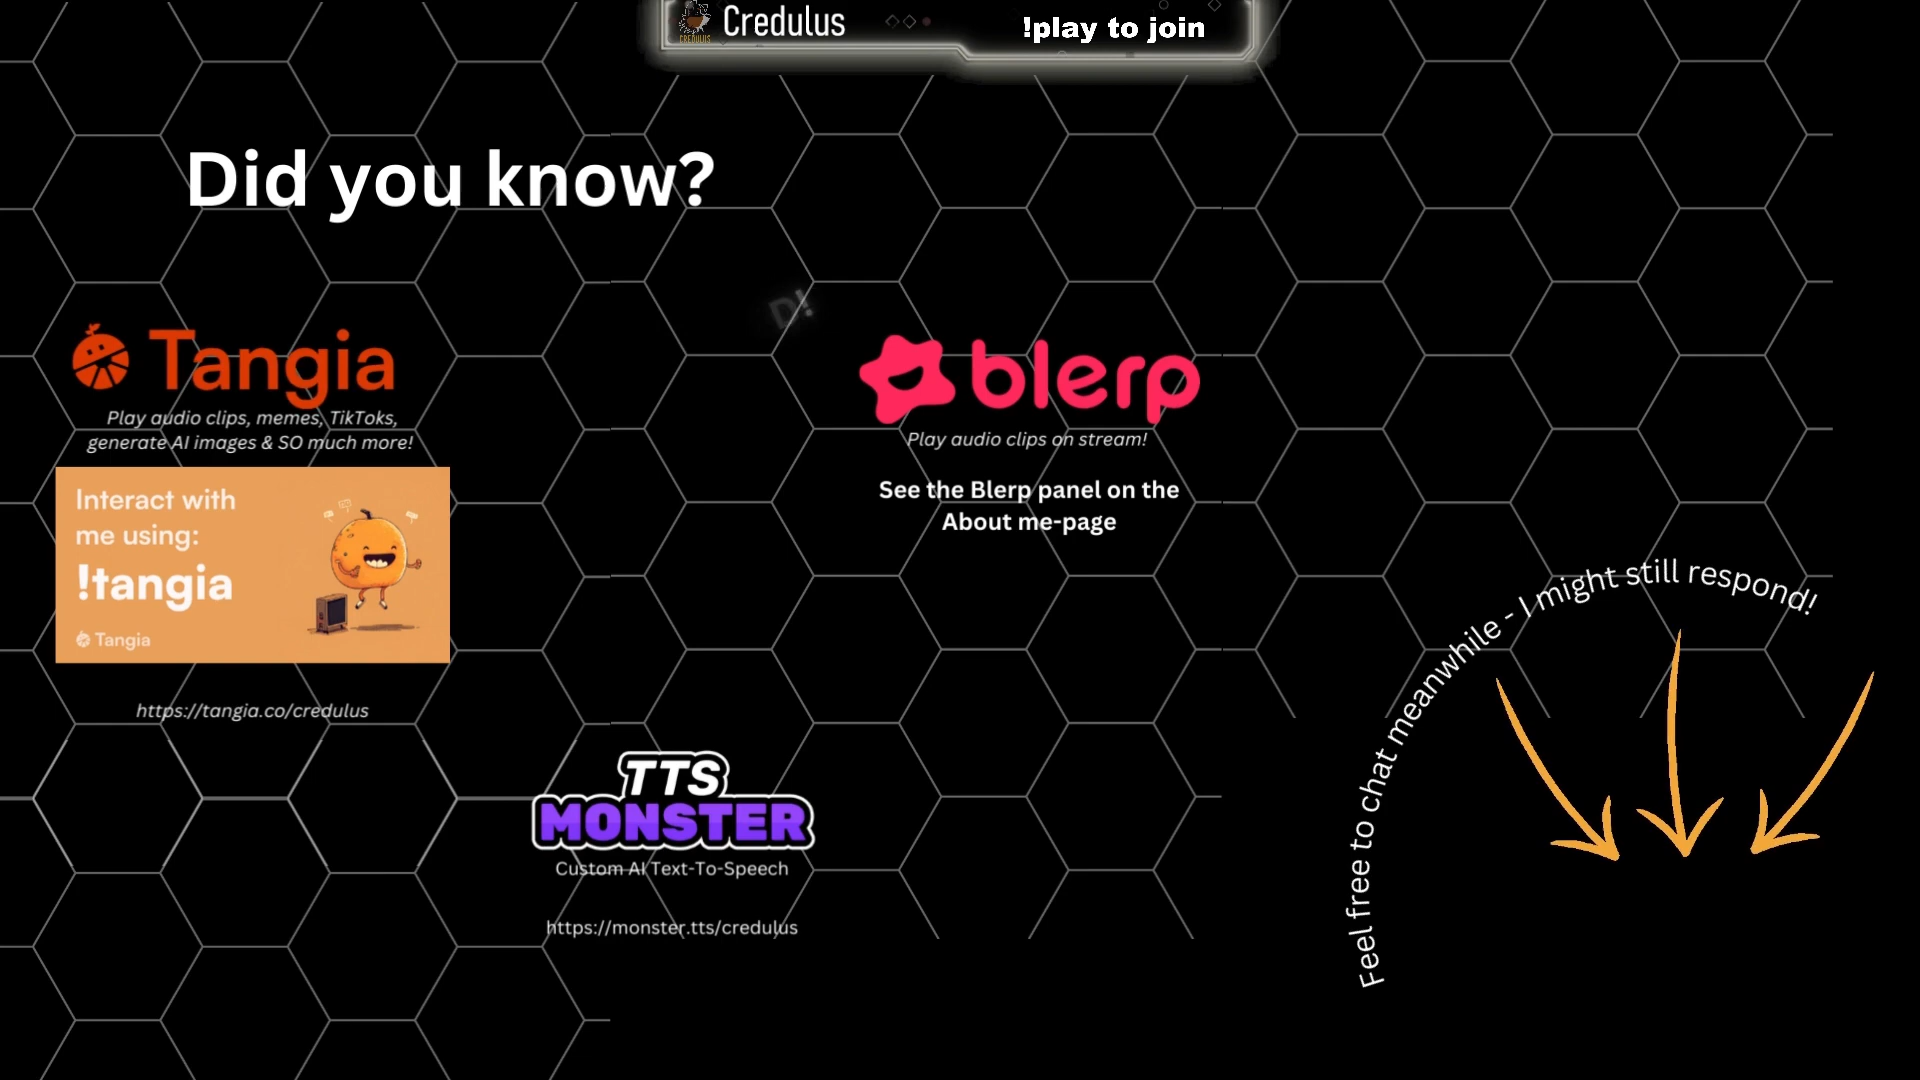 Credulus
!play to join
Did you know?
D!
Tangia
Play audio clips, memes, TikToks,
generate AI images & SO much more!
Interact with
me using:
!tangia
Tangia
https://tangia.co/credulus
blerp
Play audio clips on stream!
See the Blerp panel on the
About me-page
TTS
MONSTER
Custom AI Text-To-Speech
https://monster.tts/credulus
Feel free to chat meanwhile - I might still respond!